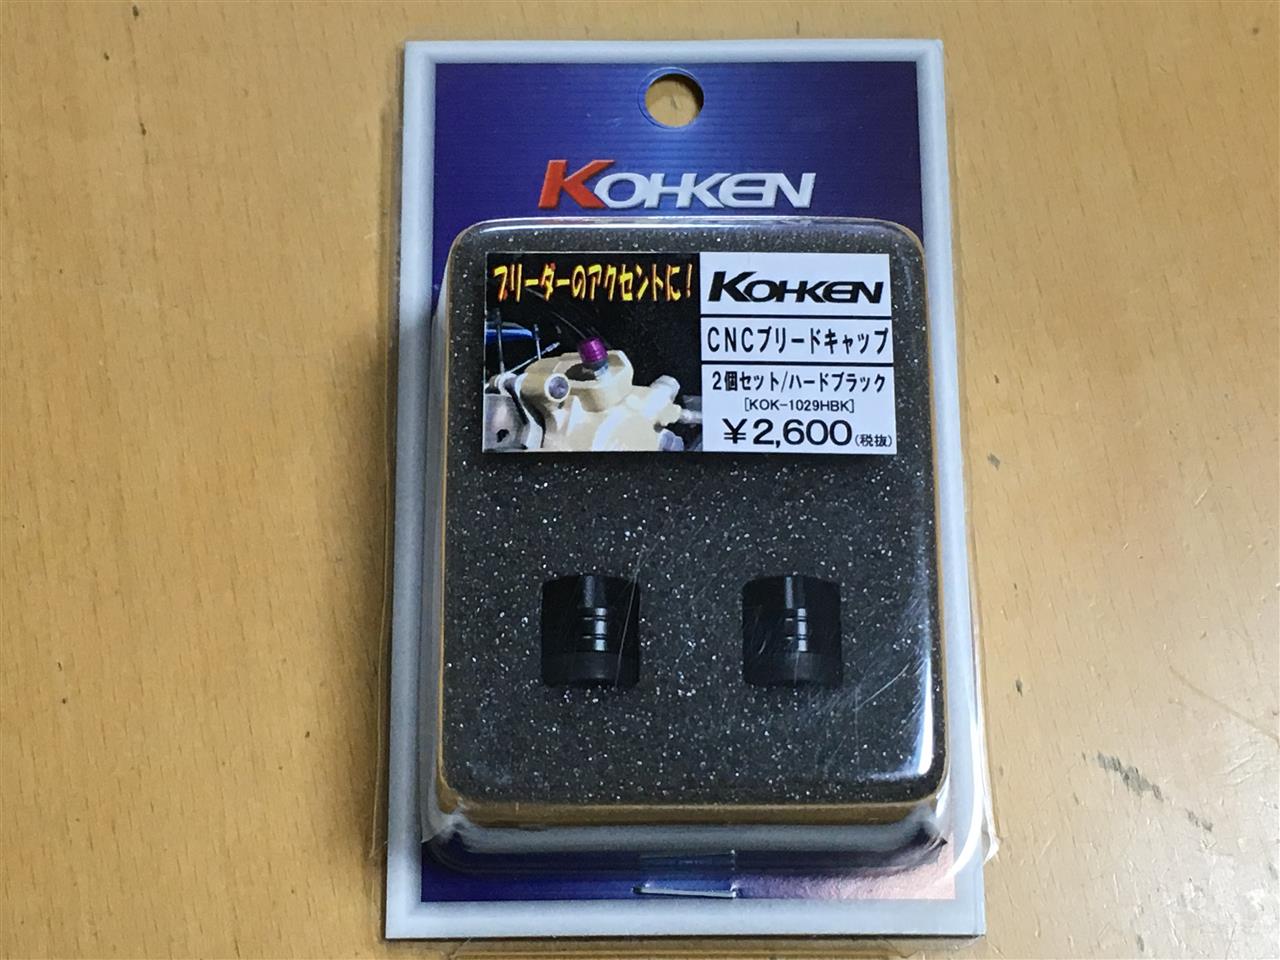 KOHKEN
ブリーダーのアクセントに!
KOHKEN
CNCブリードキャップ
2個セット/ハードブラック
[KOK-1029HBK]
¥2,600(税抜)